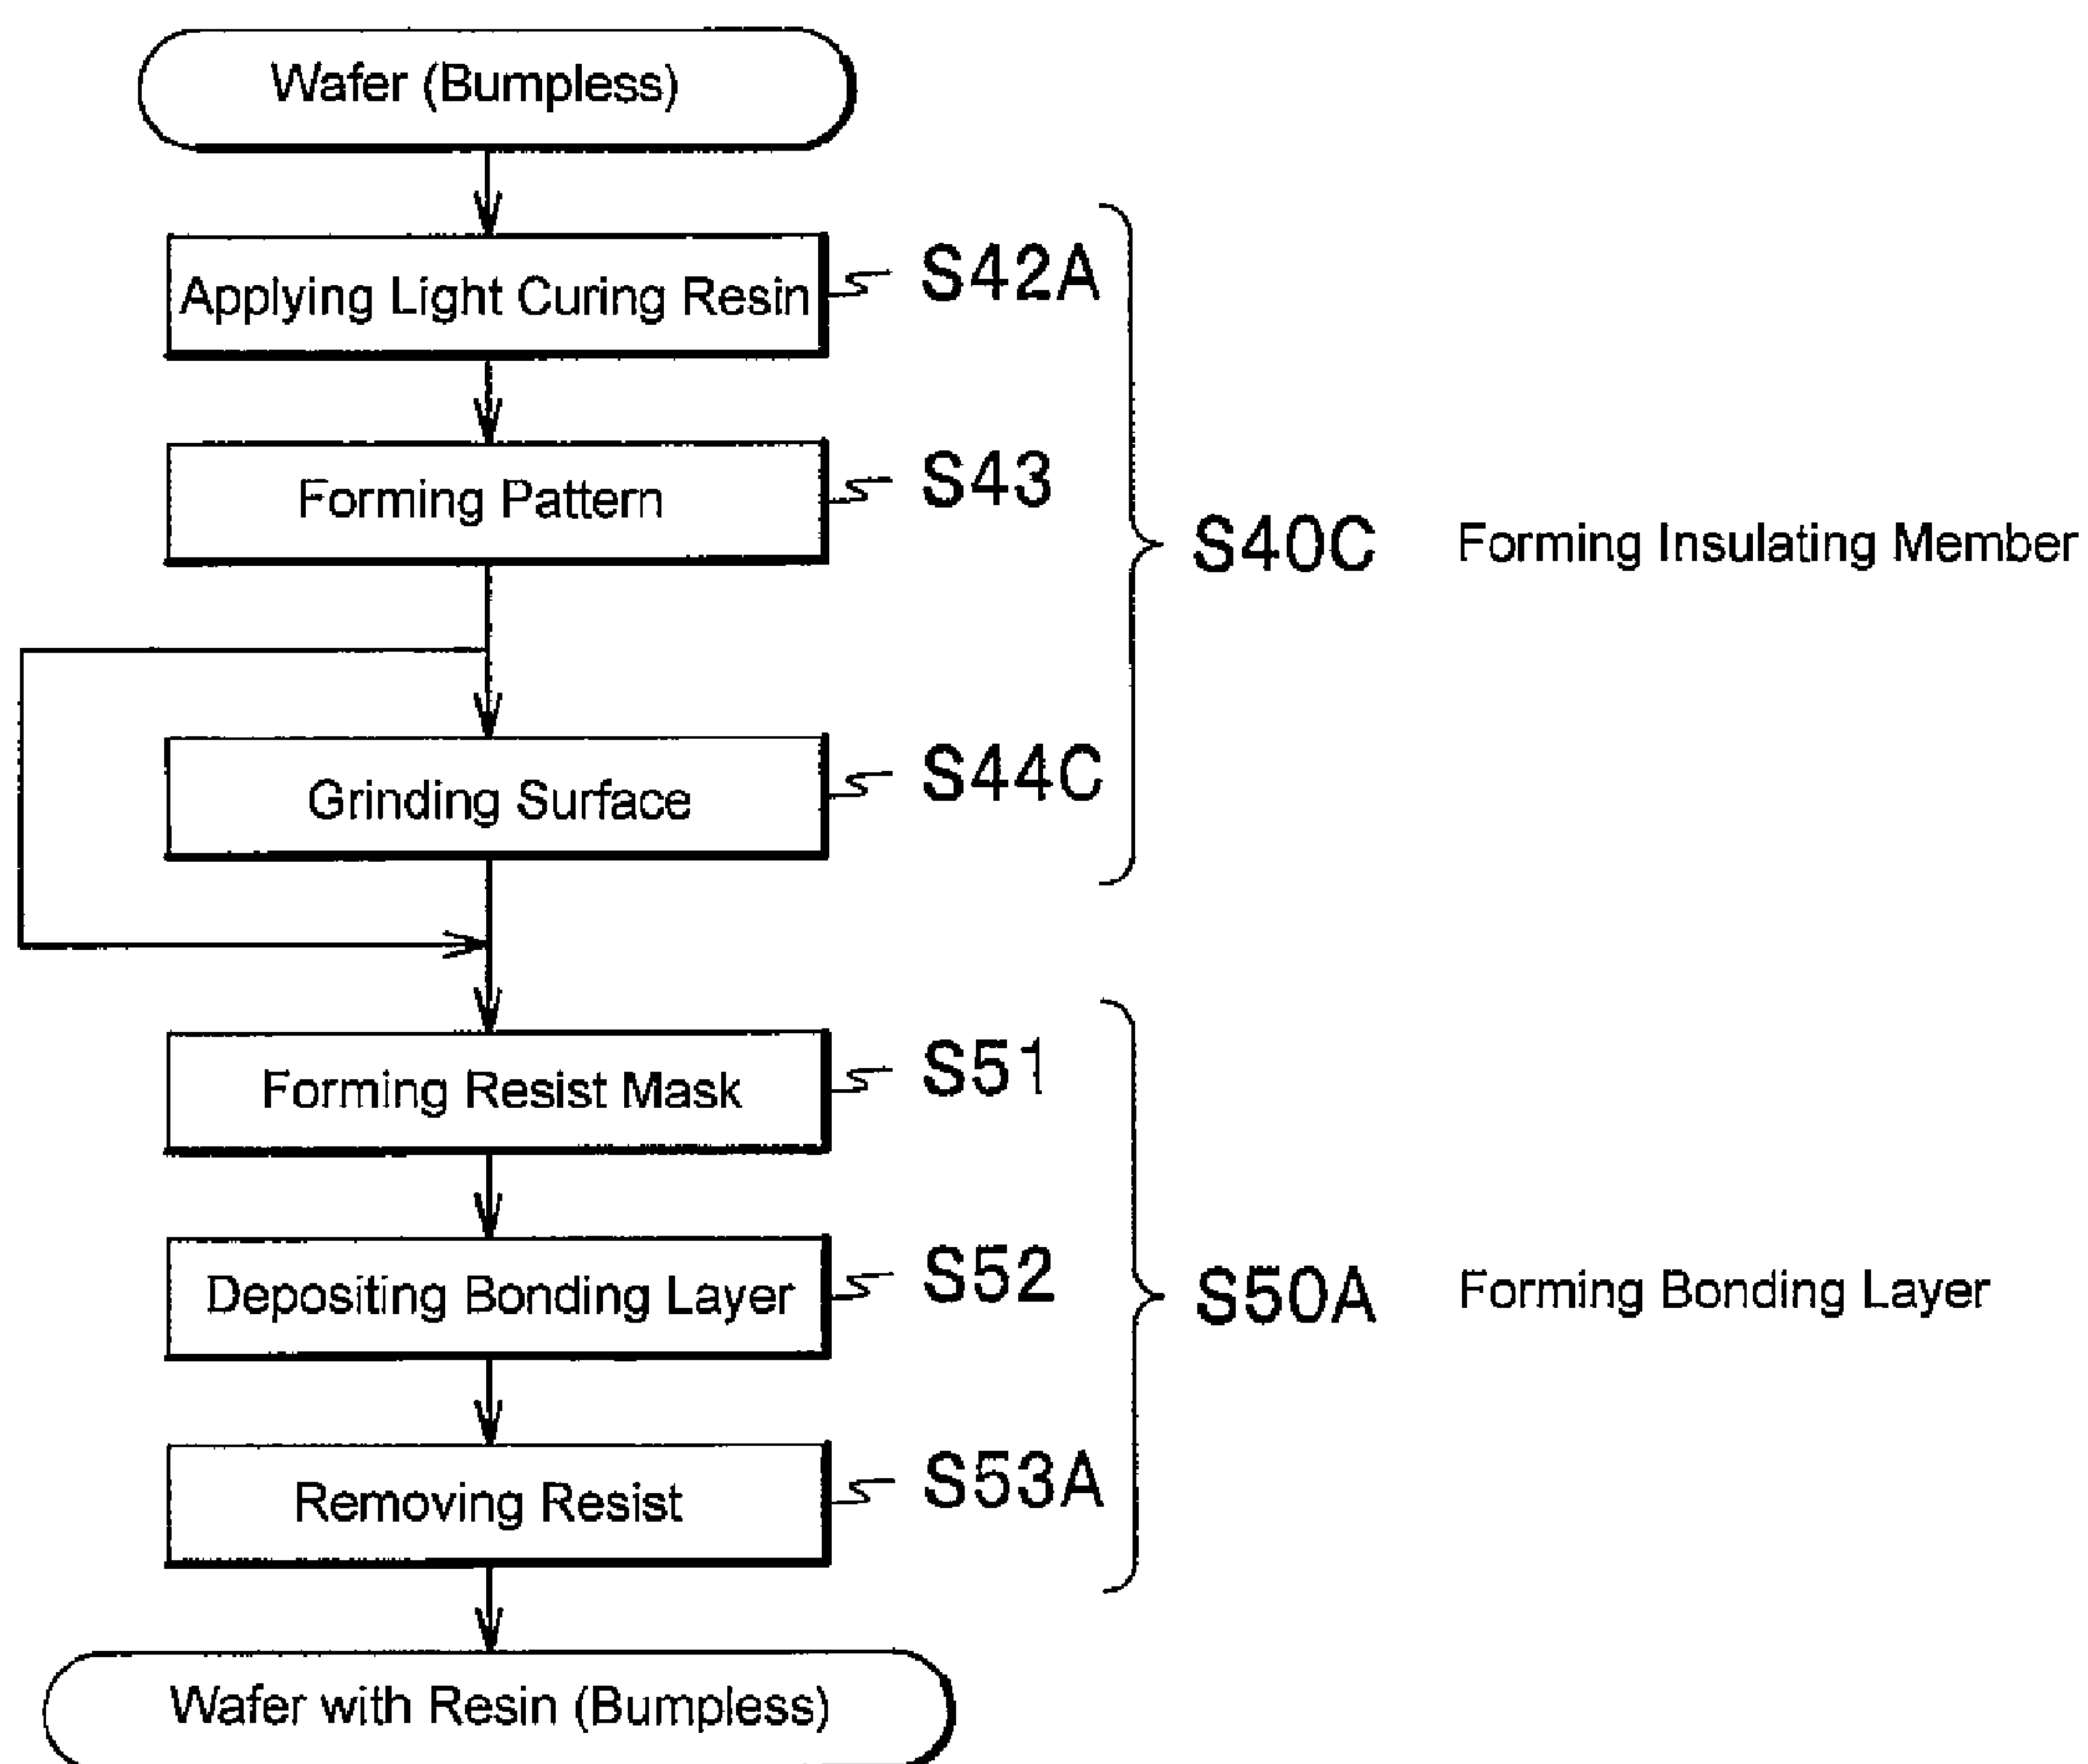 Wafer (Bumpless)
Applying Light Curing Resin
S42A
Forming Pattern
S43
S40C
Forming Insulating Member
Grinding Surface
S44C
Forming Resist Mask
S51
Depositing Bonding Layer
S52
S50A
Forming Bonding Layer
Removing Resist
S53A
Wafer with Resin (Bumpless)